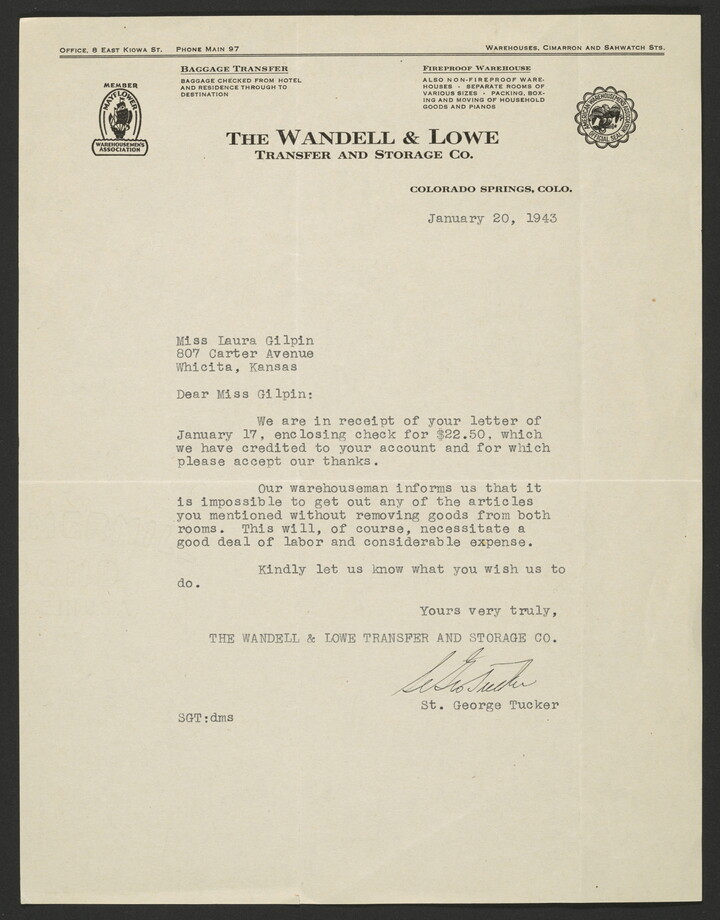 OFFICE, 8 EAST KIOWA ST. PHONE MAIN 97
WAREHOUSES, CIMARRON AND SAHWATCH STS.
BAGGAGE TRANSFER
BAGGAGE CHECKED FROM HOTEL
AND RESIDENCE THROUGH TO
DESTINATION
FIREPROOF WAREHOUSE
ALSO NON-FIREPROOF WARE-
HOUSES - SEPARATE ROOMS OF
VARIOUS SIZES - PACKING, BOX-
ING AND MOVING OF HOUSEHOLD
GOODS AND PIANOS
MEMBER
MAYFLOWER
WAREHOUSEMEN'S
ASSOCIATION
AMERICAN WAREHOUSEMEN'S
OFFICIAL SEAL
THE WANDELL & LOWE
TRANSFER AND STORAGE CO.
COLORADO SPRINGS, COLO.
January 20, 1943
Miss Laura Gilpin
807 Carter Avenue
Whicita, Kansas
Dear Miss Gilpin:
We are in receipt of your letter of
January 17, enclosing check for $22.50, which
we have credited to your account and for which
please accept our thanks.
Our warehouseman informs us that it
is impossible to get out any of the articles
you mentioned without removing goods from both
rooms. This will, of course, necessitate a
good deal of labor and considerable expense.
Kindly let us know what you wish us to
do.
Yours very truly,
THE WANDELL & LOWE TRANSFER AND STORAGE CO.
St Geo Tucker
St. George Tucker
SGT:dms